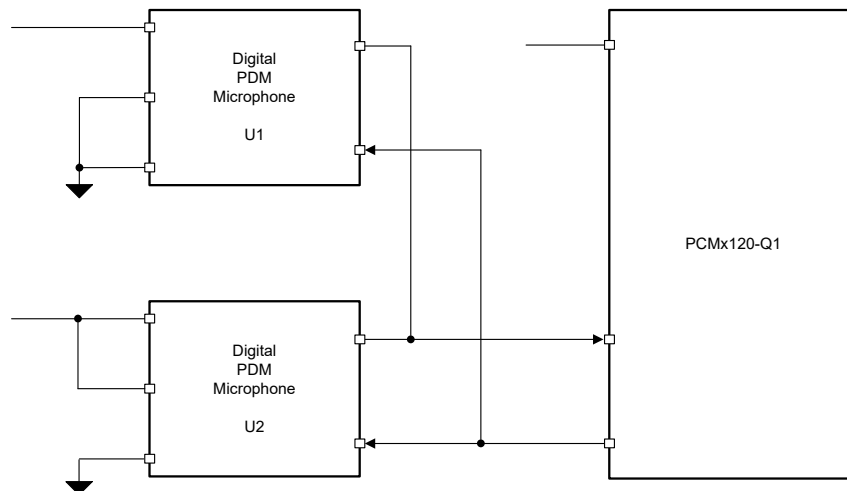 Digital
PDM
Microphone
U1
PCMx120-Q1
Digital
PDM
Microphone
U2